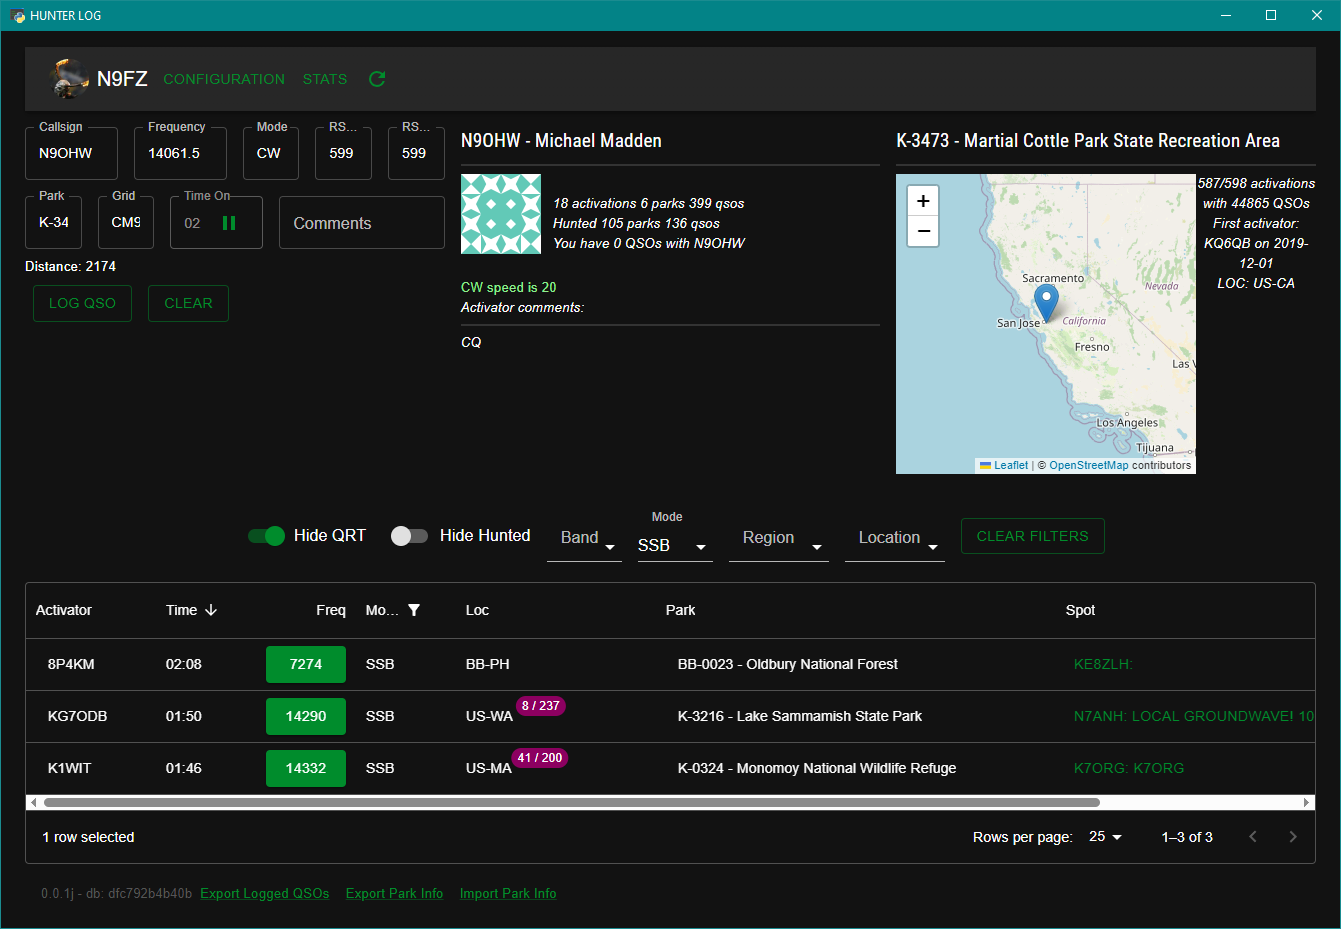 HUNTER LOG
N9FZ CONFIGURATION STATS
Callsign Frequency Mode RS... RS...
N9OHW 14061.5 CW 599 599
Park Grid Time On
K-34 CM9 02 Comments
Distance: 2174
LOG QSO CLEAR
N9OHW - Michael Madden
18 activations 6 parks 399 qsos
Hunted 105 parks 136 qsos
You have 0 QSOs with N9OHW
CW speed is 20
Activator comments:
CQ
K-3473 - Martial Cottle Park State Recreation Area
+
−
Sacramento
Nevada
San Jose
California
Fresno
Las V
Los Angeles
Tijuana
Leaflet | © OpenStreetMap contributors
587/598 activations
with 44865 QSOs
First activator:
KQ6QB on 2019-
12-01
LOC: US-CA
Hide QRT Hide Hunted Band Mode SSB Region Location CLEAR FILTERS
Activator Time Freq Mo... Loc Park Spot
8P4KM 02:08 7274 SSB BB-PH BB-0023 - Oldbury National Forest KE8ZLH:
KG7ODB 01:50 14290 SSB US-WA 8 / 237 K-3216 - Lake Sammamish State Park N7ANH: LOCAL GROUNDWAVE! 10
K1WIT 01:46 14332 SSB US-MA 41 / 200 K-0324 - Monomoy National Wildlife Refuge K7ORG: K7ORG
1 row selected Rows per page: 25 1–3 of 3
0.0.1j - db: dfc792b4b40b Export Logged QSOs Export Park Info Import Park Info